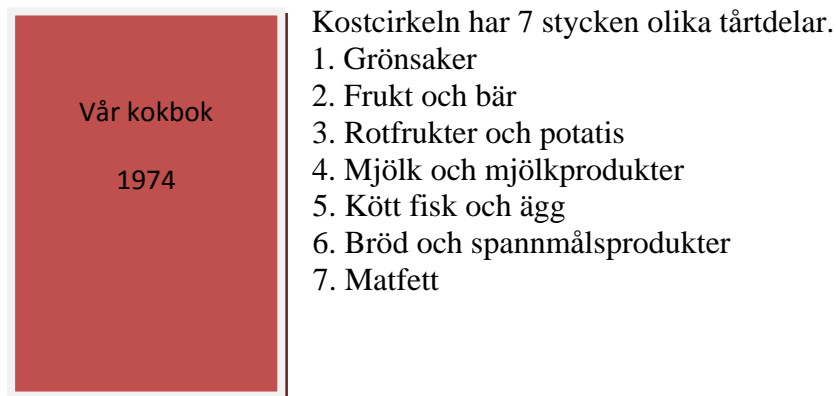 Vår kokbok
1974
Kostcirkeln har 7 stycken olika tårtdelar.
1. Grönsaker
2. Frukt och bär
3. Rotfrukter och potatis
4. Mjölk och mjölkprodukter
5. Kött fisk och ägg
6. Bröd och spannmålsprodukter
7. Matfett